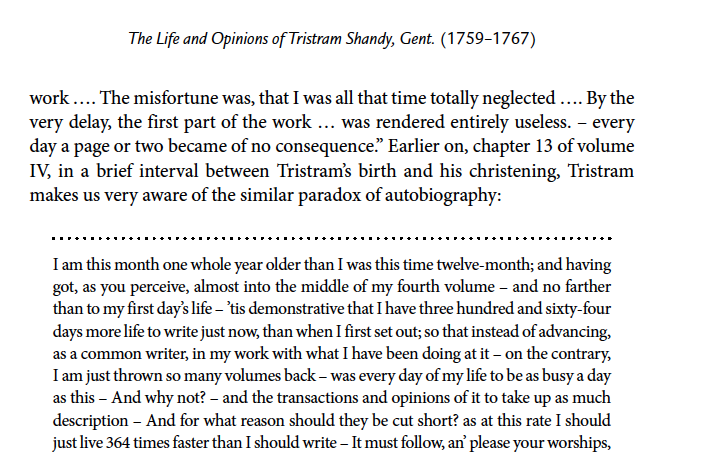 The Life and Opinions of Tristram Shandy, Gent. (1759–1767)
work …. The misfortune was, that I was all that time totally neglected …. By the
very delay, the first part of the work … was rendered entirely useless. – every
day a page or two became of no consequence.” Earlier on, chapter 13 of volume
IV, in a brief interval between Tristram’s birth and his christening, Tristram
makes us very aware of the similar paradox of autobiography:
I am this month one whole year older than I was this time twelve-month; and having
got, as you perceive, almost into the middle of my fourth volume – and no farther
than to my first day’s life – ’tis demonstrative that I have three hundred and sixty-four
days more life to write just now, than when I first set out; so that instead of advancing,
as a common writer, in my work with what I have been doing at it – on the contrary,
I am just thrown so many volumes back – was every day of my life to be as busy a day
as this – And why not? – and the transactions and opinions of it to take up as much
description – And for what reason should they be cut short? as at this rate I should
just live 364 times faster than I should write – It must follow, an’ please your worships,